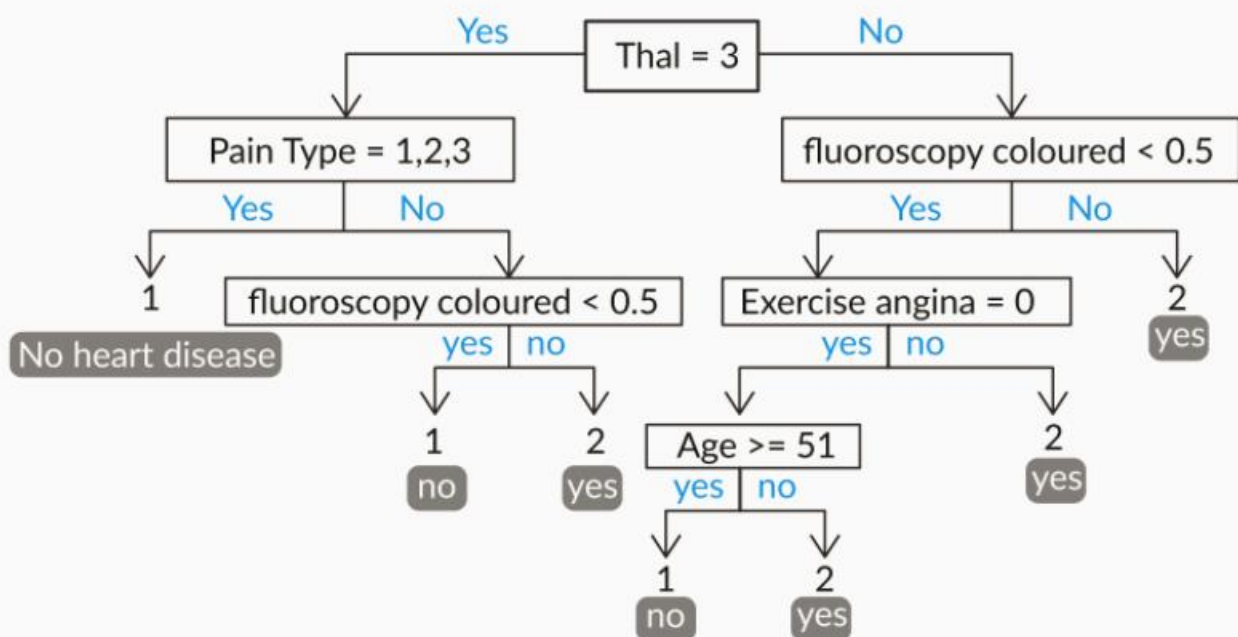 Yes
Thal = 3
No
Pain Type = 1,2,3
fluoroscopy coloured < 0.5
Yes
No
Yes
No
1
No heart disease
fluoroscopy coloured < 0.5
Exercise angina = 0
2
yes
yes
no
yes
no
1
no
2
yes
Age >= 51
2
yes
yes
no
1
no
2
yes